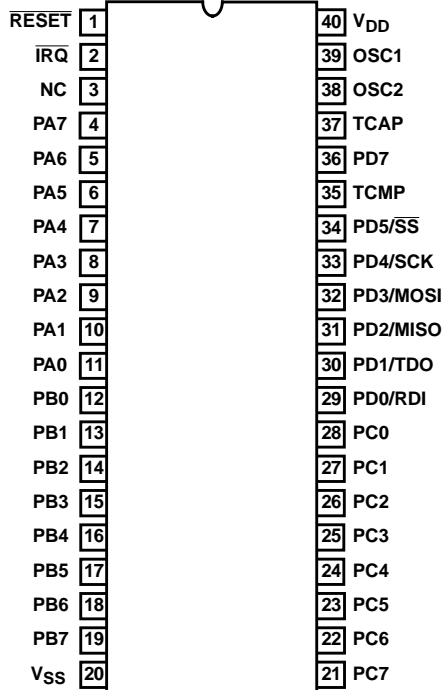 RESET 1 40 VDD
IRQ 2 39 OSC1
NC 3 38 OSC2
PA7 4 37 TCAP
PA6 5 36 PD7
PA5 6 35 TCMP
PA4 7 34 PD5/SS
PA3 8 33 PD4/SCK
PA2 9 32 PD3/MOSI
PA1 10 31 PD2/MISO
PA0 11 30 PD1/TDO
PB0 12 29 PD0/RDI
PB1 13 28 PC0
PB2 14 27 PC1
PB3 15 26 PC2
PB4 16 25 PC3
PB5 17 24 PC4
PB6 18 23 PC5
PB7 19 22 PC6
VSS 20 21 PC7